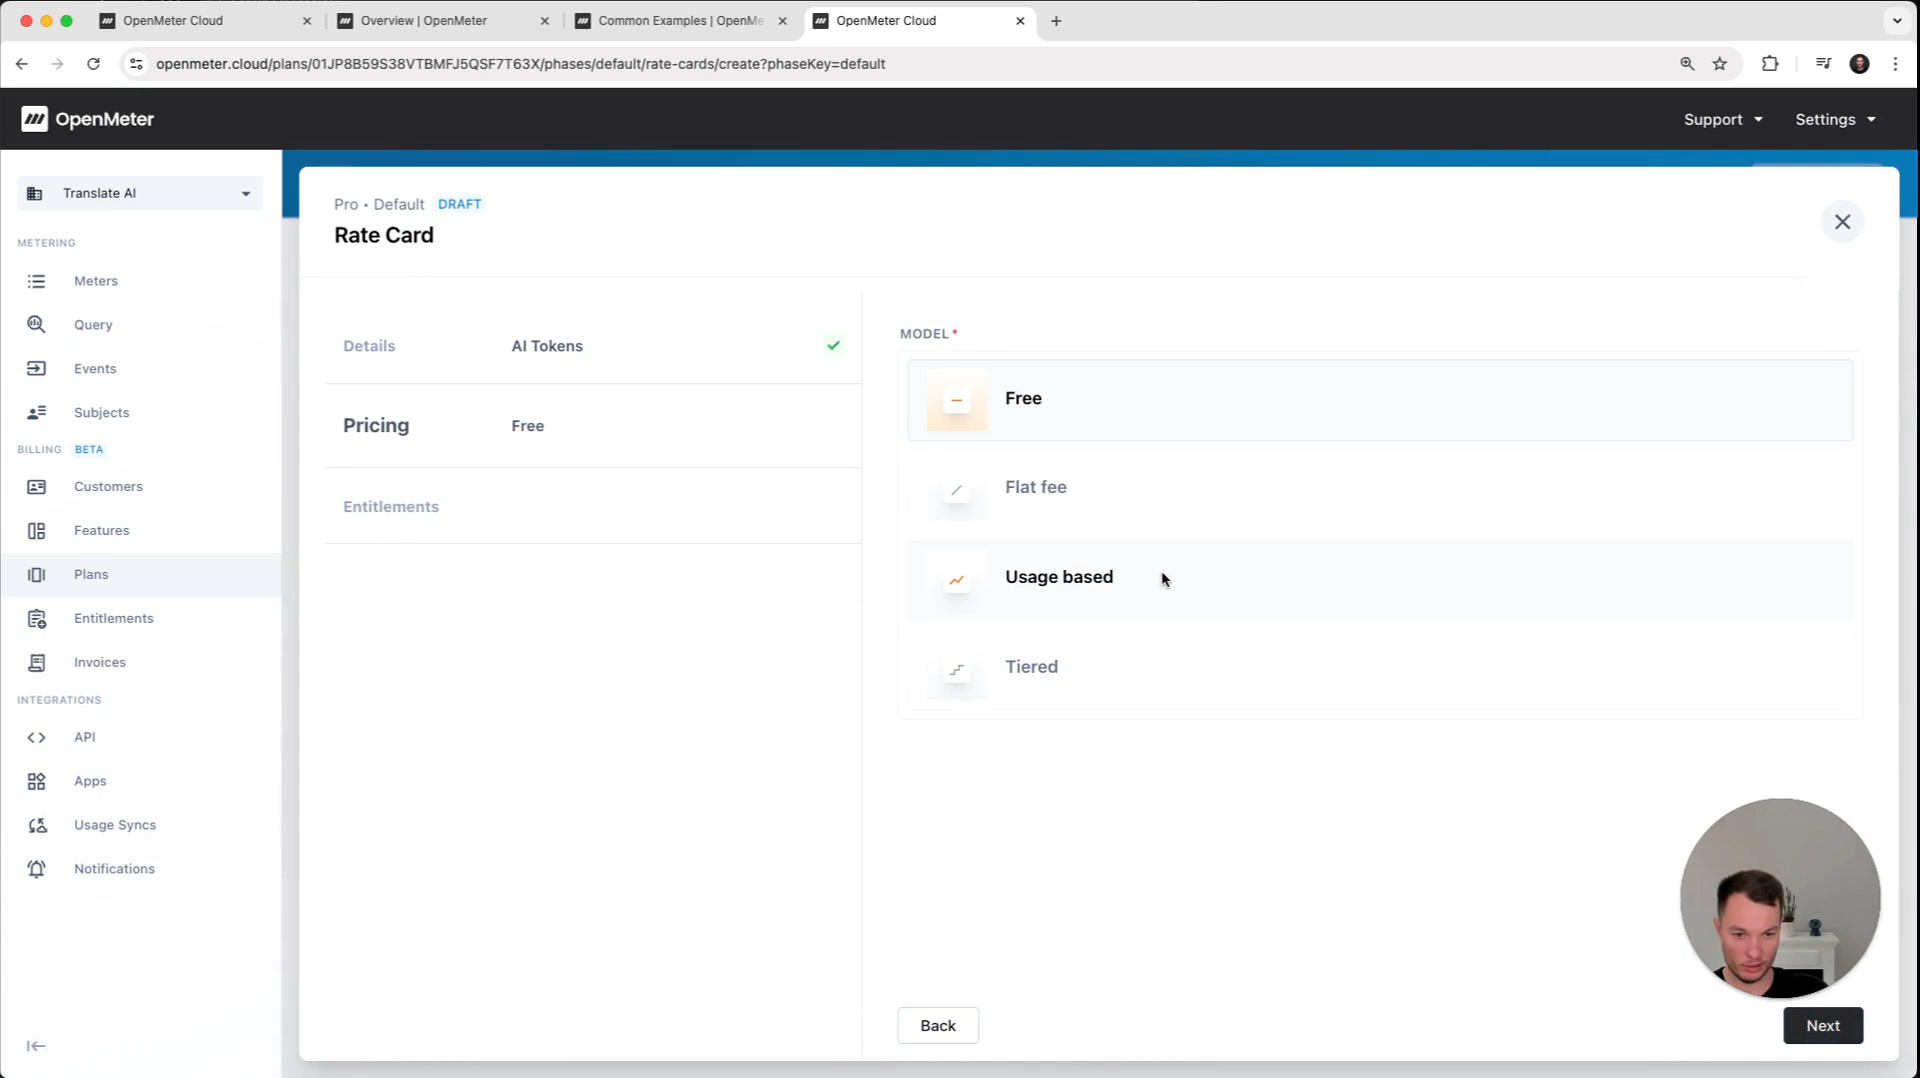 OpenMeter Cloud
Overview | OpenMeter
Common Examples | OpenMe
OpenMeter Cloud
openmeter.cloud/plans/01JP8B59S38VTBMFJ5QSF7T63X/phases/default/rate-cards/create?phaseKey=default
OpenMeter
Support
Settings
Translate AI
METERING
Meters
Query
Events
Subjects
BILLING BETA
Customers
Features
Plans
Entitlements
Invoices
INTEGRATIONS
API
Apps
Usage Syncs
Notifications
Pro • Default DRAFT
Rate Card
Details AI Tokens
Pricing Free
Entitlements
MODEL*
Free
Flat fee
Usage based
Tiered
Back
Next